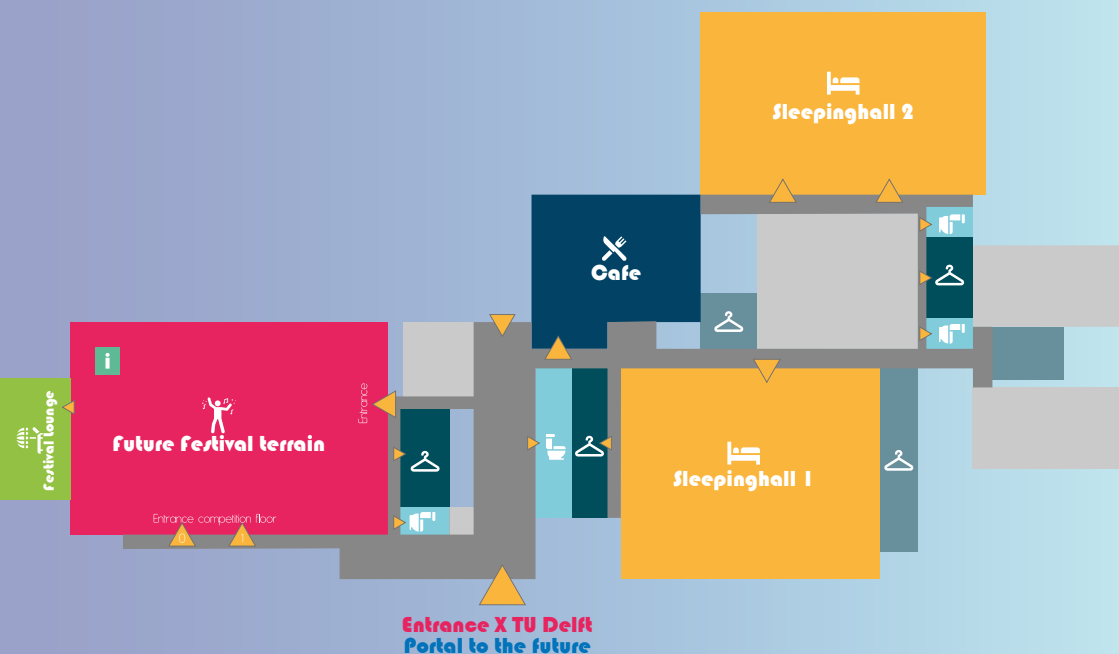 Sleepinghall 2
Cafe
i
Entrance
Future Festival terrain
Festival Lounge
Sleepinghall 1
Entrance competition floor
0
1
Entrance X TU Delft
Portal to the future